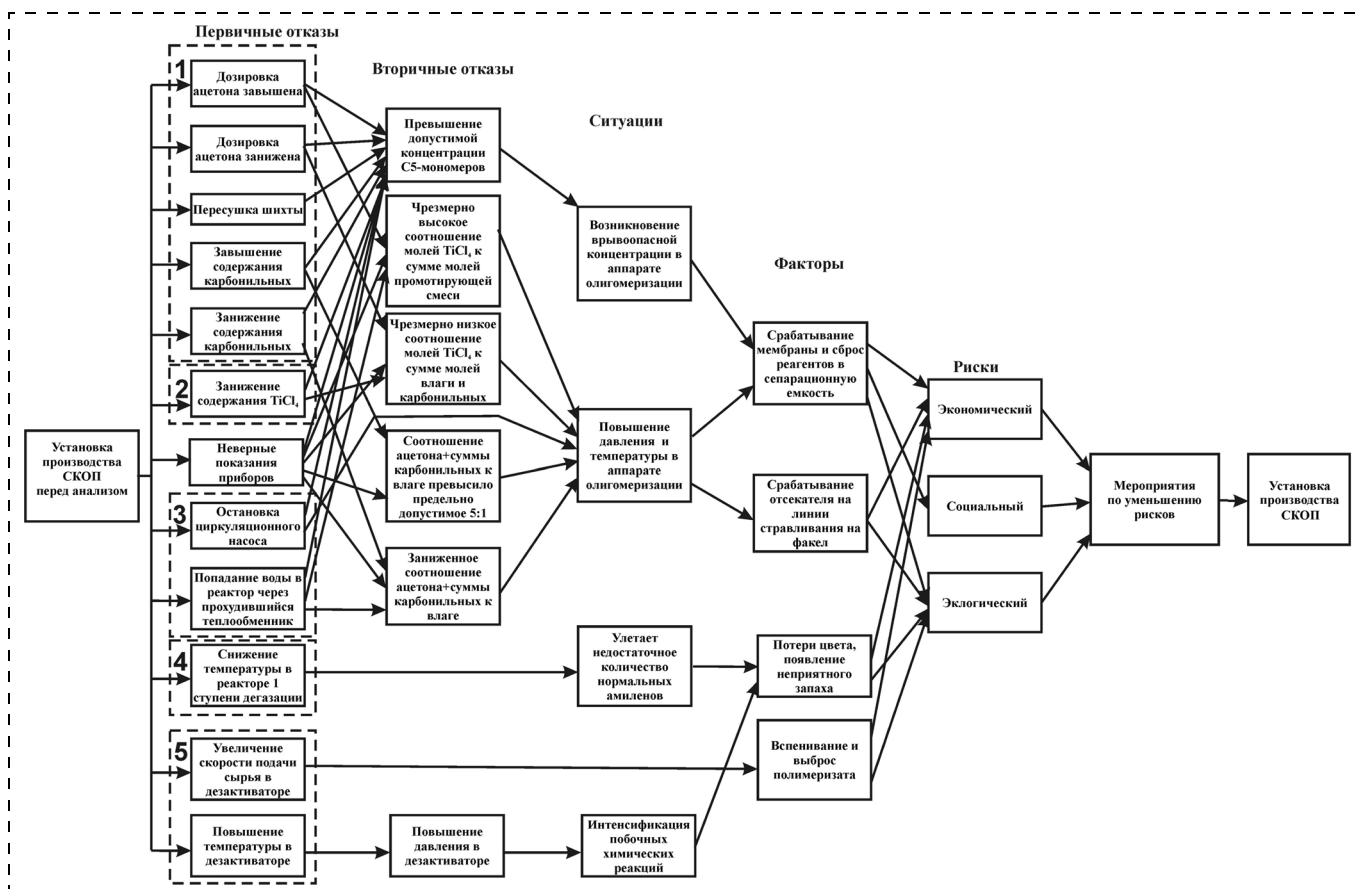 Первичные отказы
1
Дозировка
ацетона завышена
Дозировка
ацетона занижена
Пересушка шихты
Завышение
содержания
карбонильных
Занижение
содержания
карбонильных
2
Занижение
содержания TiCl₄
Установка
производства
СКОП
перед анализом
Неверные
показания
приборов
3
Остановка
циркуляционного
насоса
Попадание воды в
реактор через
прохудившийся
теплообменник
4
Снижение
температуры в
реакторе 1
ступени дегазации
5
Увеличение
скорости подачи
сырья в
дезактиваторе
Повышение
температуры в
дезактиваторе
Вторичные отказы
Превышение
допустимой
концентрации
С5-мономеров
Чрезмерно
высокое
соотношение
молей TiCl₄ к
сумме молей
промотирующей
смеси
Чрезмерно низкое
соотношение
молей TiCl₄ к
сумме молей
влаги и
карбонильных
Соотношение
ацетона+суммы
карбонильных к
влаге превысило
предельно
допустимое 5:1
Заниженное
соотношение
ацетона+суммы
карбонильных к
влаге
Повышение
давления в
дезактиваторе
Ситуации
Возникновение
врывоопасной
концентрации в
аппарате
олигомеризации
Повышение
давления и
температуры в
аппарате
олигомеризации
Улетает
недостаточное
количество
нормальных
амиленов
Интенсификация
побочных
химических
реакций
Факторы
Срабатывание
мембраны и сброс
реагентов в
сепарационную
емкость
Срабатывание
отсекателя на
линии
стравливания на
факел
Потери цвета,
появление
неприятного
запаха
Вспенивание и
выброс
полимеризата
Риски
Экономический
Социальный
Эклогический
Мероприятия
по уменьшению
рисков
Установка
производства
СКОП